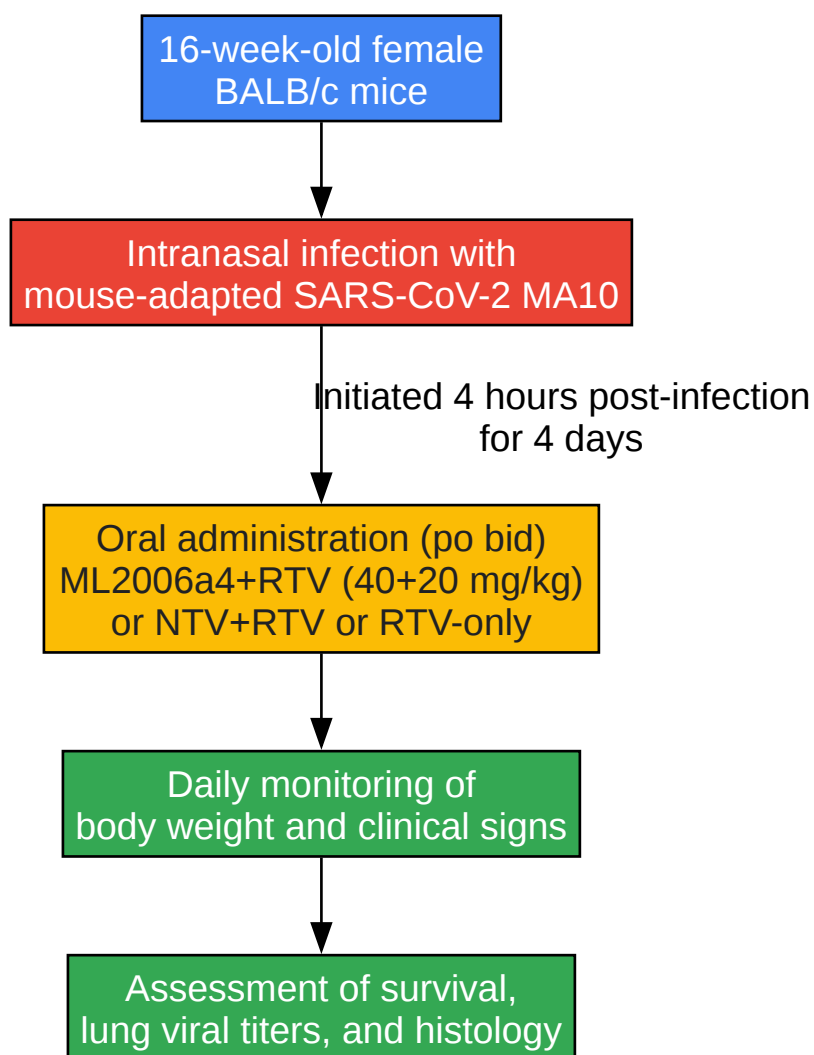 16-week-old female
BALB/c mice
Intranasal infection with
mouse-adapted SARS-CoV-2 MA10
Initiated 4 hours post-infection
for 4 days
Oral administration (po bid)
ML2006a4+RTV (40+20 mg/kg)
or NTV+RTV or RTV-only
Daily monitoring of
body weight and clinical signs
Assessment of survival,
lung viral titers, and histology